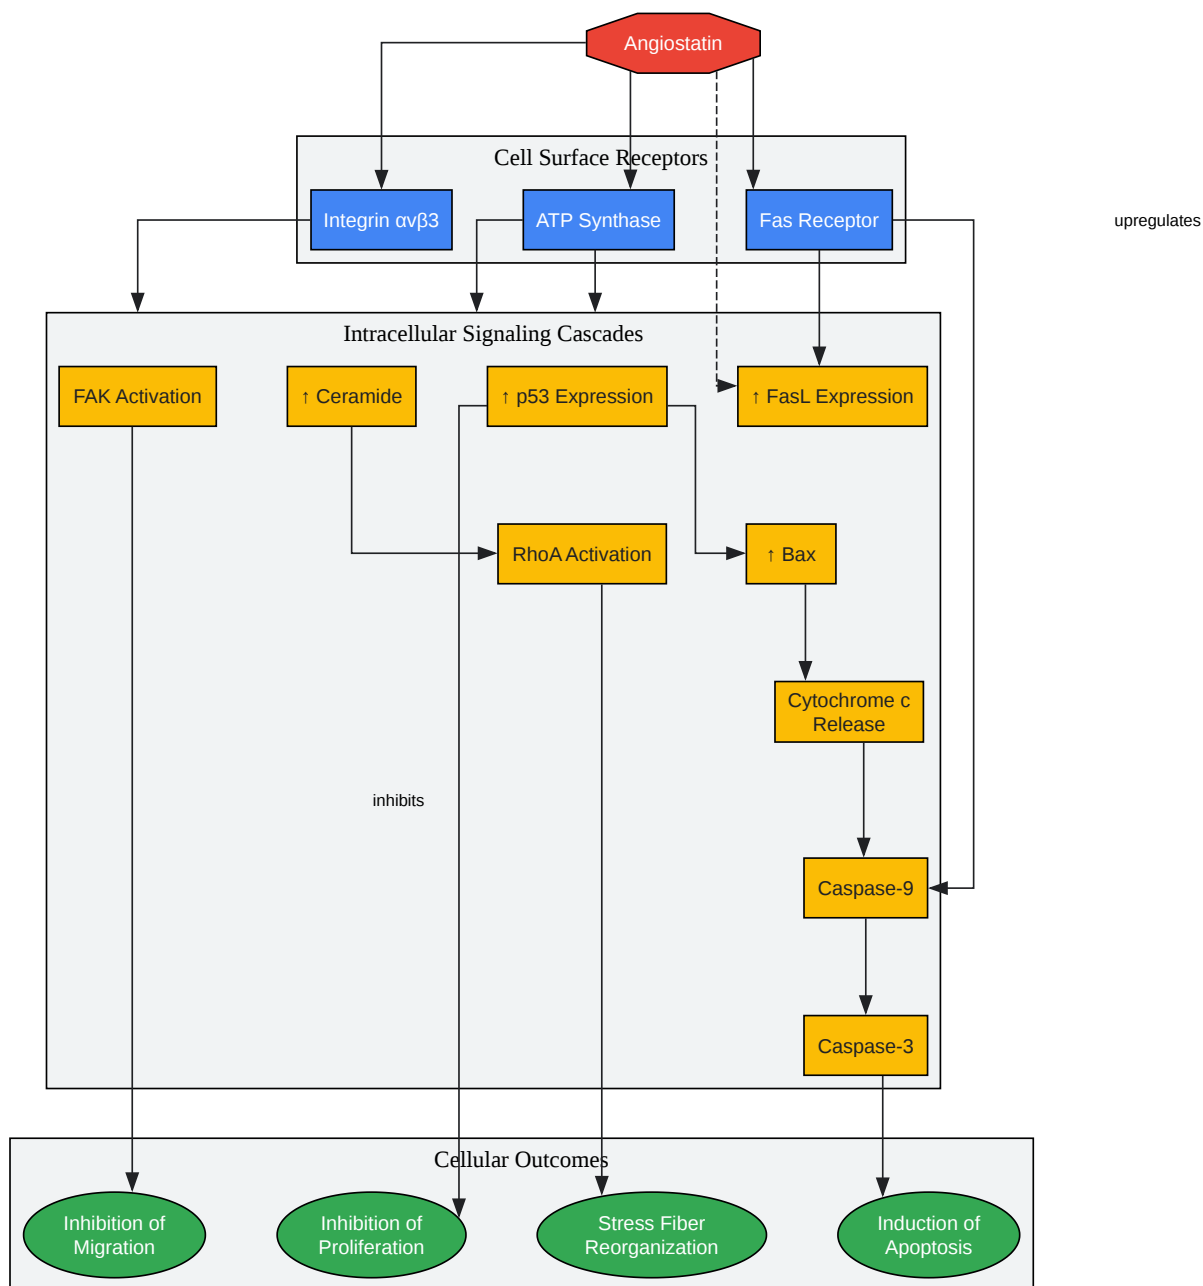 Angiostatin
Cell Surface Receptors
Integrin αvβ3
ATP Synthase
Fas Receptor
upregulates
Intracellular Signaling Cascades
FAK Activation
↑ Ceramide
↑ p53 Expression
↑ FasL Expression
RhoA Activation
↑ Bax
Cytochrome c
Release
inhibits
Caspase-9
Caspase-3
Cellular Outcomes
Inhibition of
Migration
Inhibition of
Proliferation
Stress Fiber
Reorganization
Induction of
Apoptosis